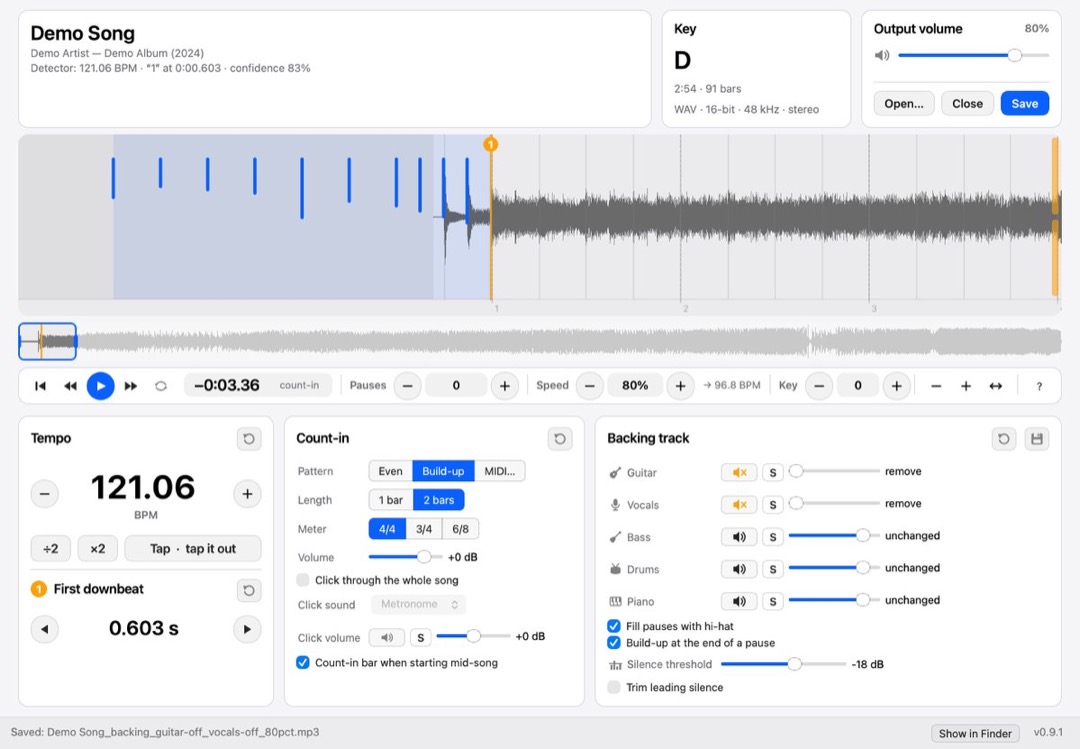 Demo Song
Demo Artist — Demo Album (2024)
Detector: 121.06 BPM · "1" at 0:00.603 · confidence 83%
Key
D
2:54 · 91 bars
WAV · 16-bit · 48 kHz · stereo
Output volume 80%
Open... Close Save
1
1 2 3
−0:03.36 count-in Pauses − 0 + Speed − 80% + → 96.8 BPM Key − 0 + − + ↔ ?
Tempo
− 121.06 +
BPM
÷2 ×2 Tap · tap it out
1 First downbeat
0.603 s
Count-in
Pattern Even Build-up MIDI...
Length 1 bar 2 bars
Meter 4/4 3/4 6/8
Volume +0 dB
Click through the whole song
Click sound Metronome
Click volume S +0 dB
Count-in bar when starting mid-song
Backing track
Guitar S remove
Vocals S remove
Bass S unchanged
Drums S unchanged
Piano S unchanged
Fill pauses with hi-hat
Build-up at the end of a pause
Silence threshold -18 dB
Trim leading silence
Saved: Demo Song_backing_guitar-off_vocals-off_80pct.mp3
Show in Finder v0.9.1